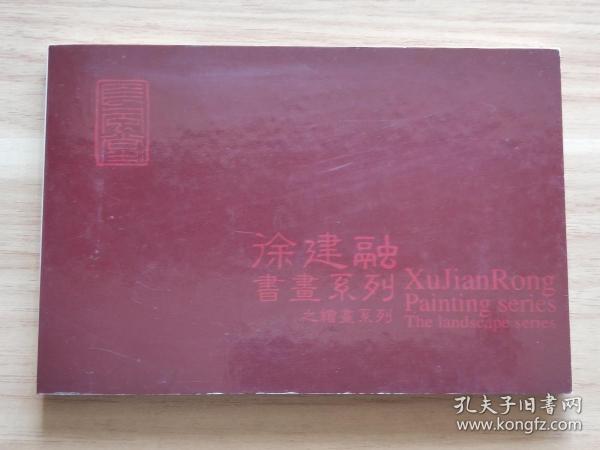 徐建融
書畫系列
之繪畫系列
XuJianRong
Painting series
The landscape series
孔夫子旧书网
www.kongfz.com